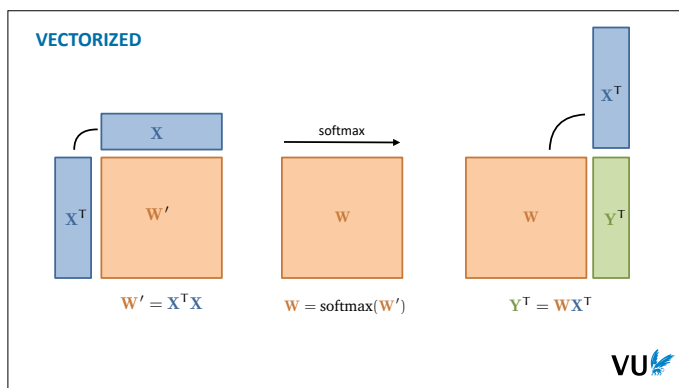 VECTORIZED
X
Xᵀ
W′
W′ = XᵀX
softmax
W
W = softmax(W′)
Xᵀ
W
Yᵀ
Yᵀ = WXᵀ
VU